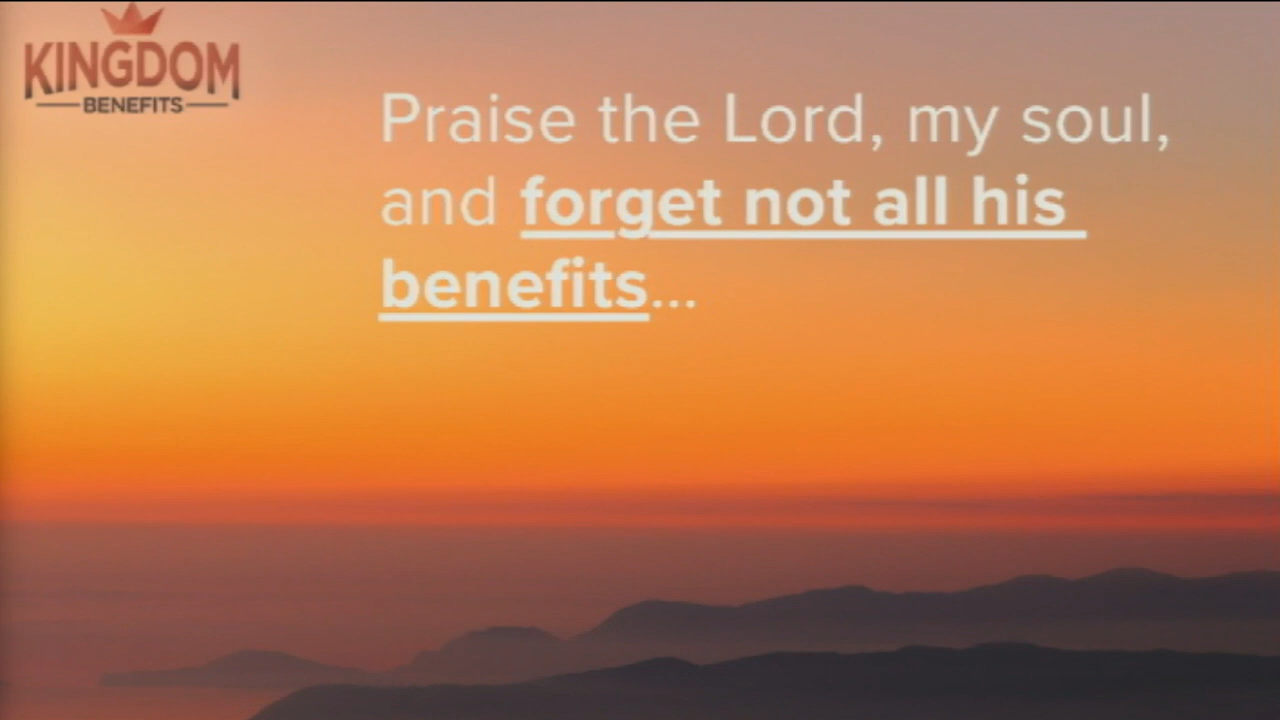 KINGDOM
BENEFITS
Praise the Lord, my soul,
and forget not all his
benefits...